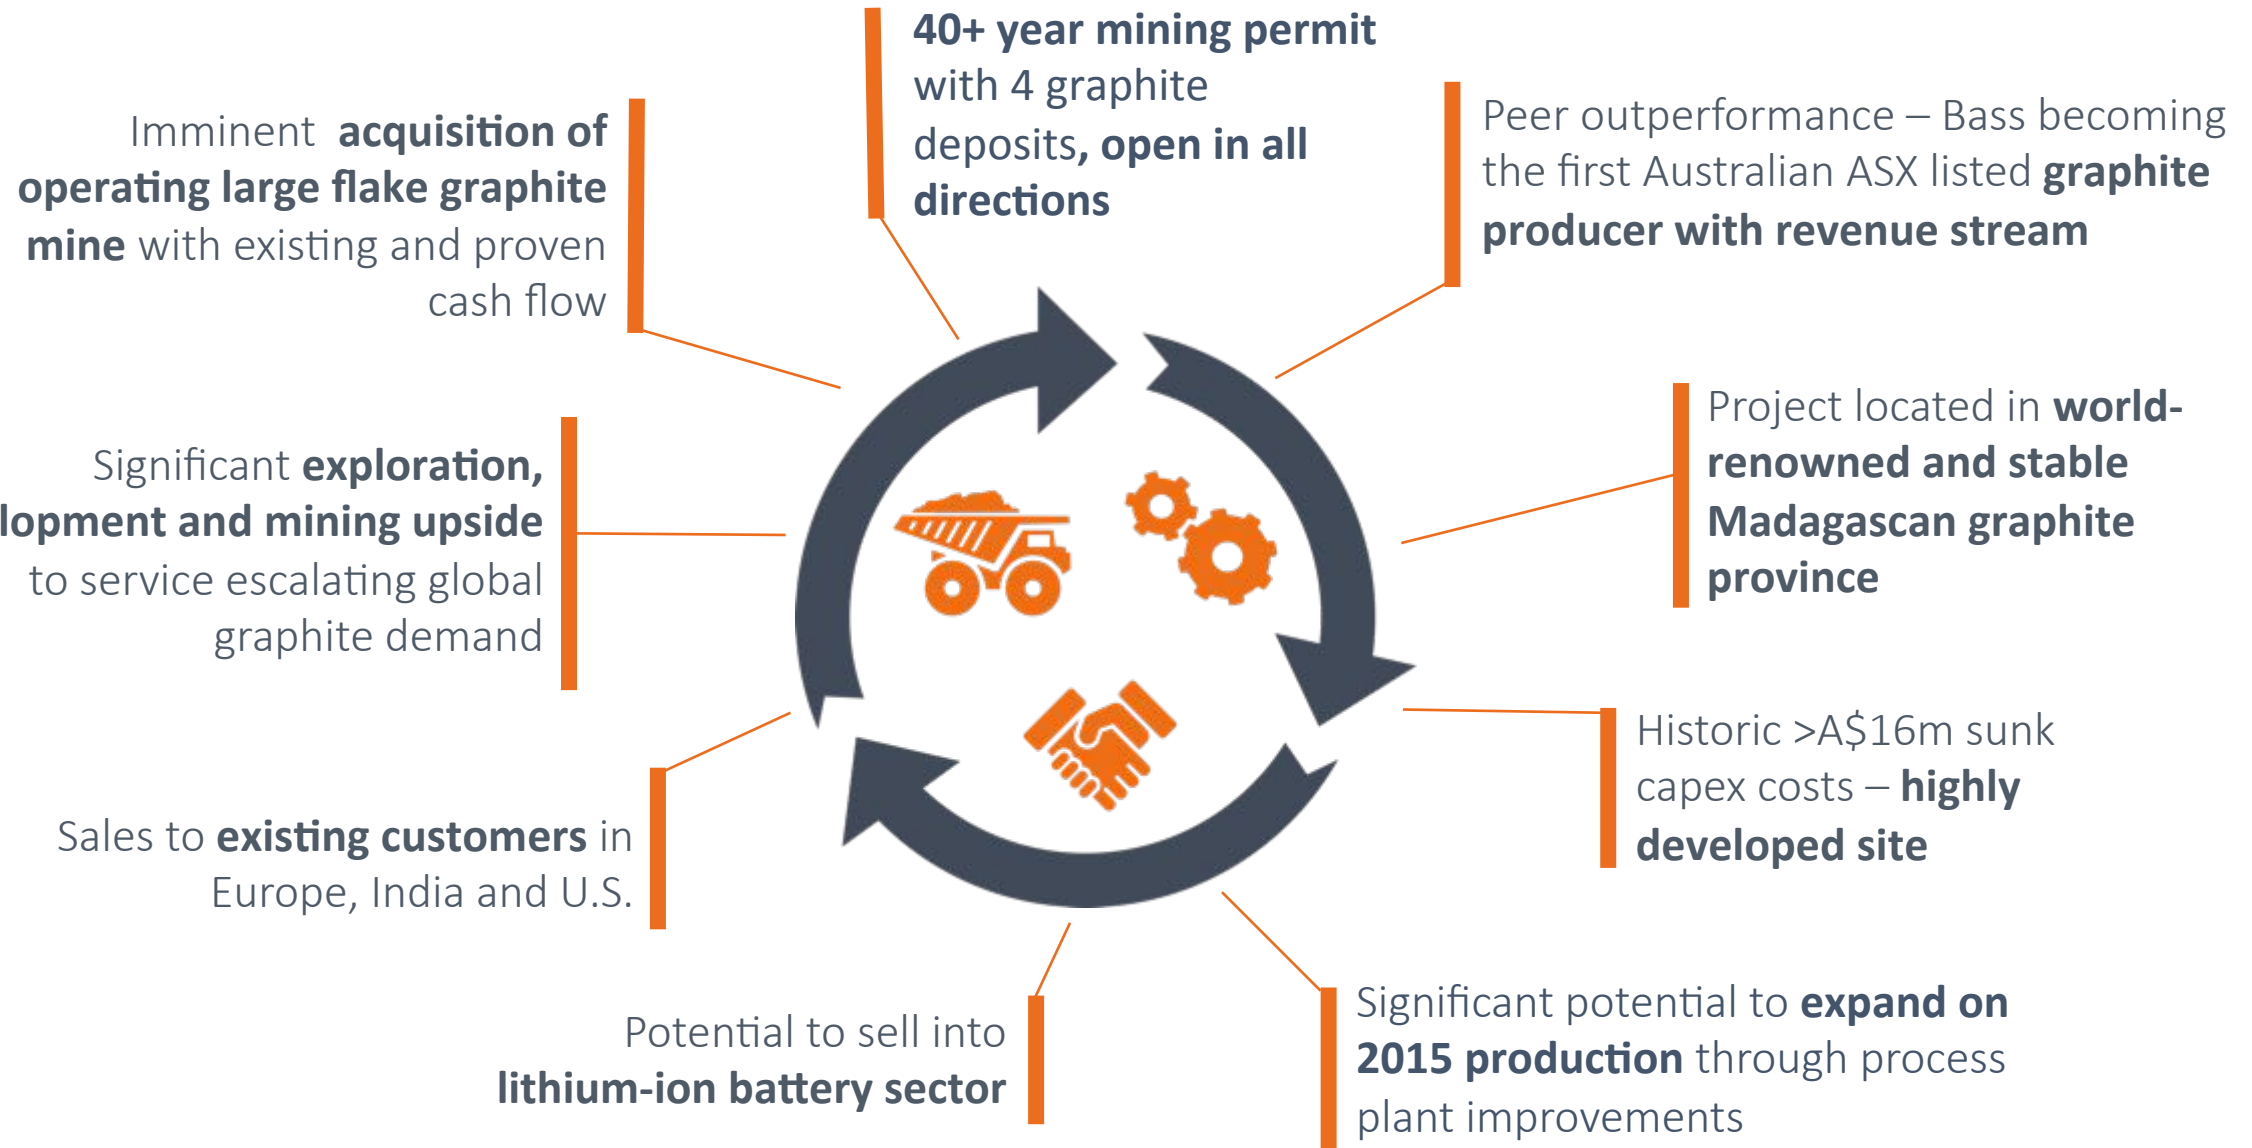 40+ year mining permit
with 4 graphite
deposits, open in all
directions
Peer outperformance – Bass becoming
the first Australian ASX listed graphite
producer with revenue stream
Project located in world-
renowned and stable
Madagascan graphite
province
Historic >A$16m sunk
capex costs – highly
developed site
Significant potential to expand on
2015 production through process
plant improvements
Potential to sell into
lithium-ion battery sector
Sales to existing customers in
Europe, India and U.S.
Significant exploration,
lopment and mining upside
to service escalating global
graphite demand
Imminent acquisition of
operating large flake graphite
mine with existing and proven
cash flow